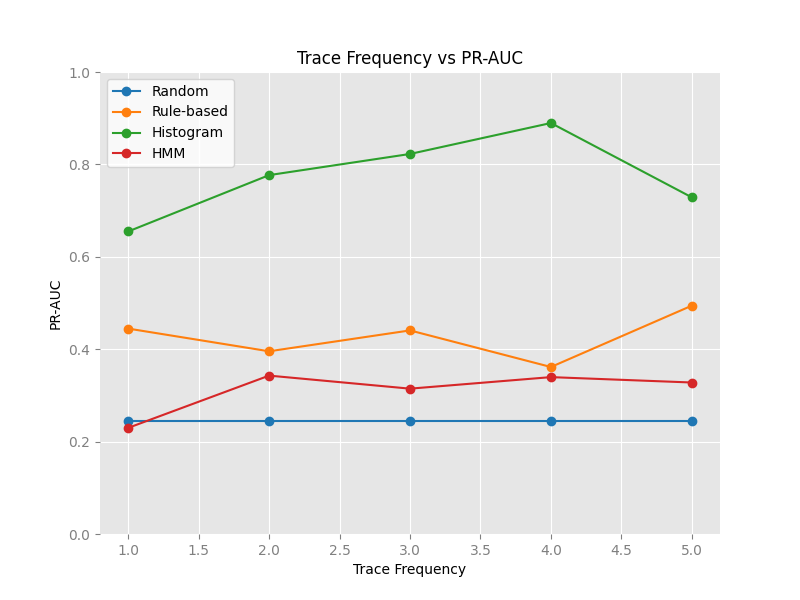 Trace Frequency vs PR-AUC
Random
Rule-based
Histogram
HMM
PR-AUC
1.0
0.8
0.6
0.4
0.2
0.0
1.0 1.5 2.0 2.5 3.0 3.5 4.0 4.5 5.0
Trace Frequency